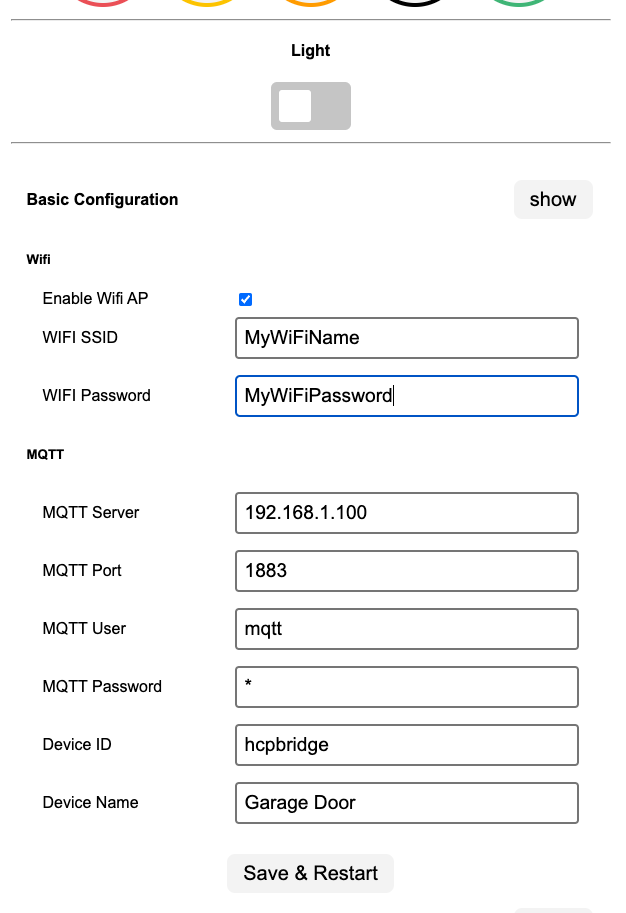 Light
Basic Configuration
show
Wifi
Enable Wifi AP
WIFI SSID MyWiFiName
WIFI Password MyWiFiPassword
MQTT
MQTT Server 192.168.1.100
MQTT Port 1883
MQTT User mqtt
MQTT Password *
Device ID hcpbridge
Device Name Garage Door
Save & Restart